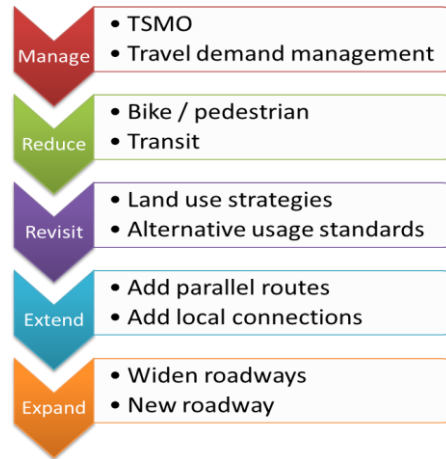 Manage
• TSMO
• Travel demand management
Reduce
• Bike / pedestrian
• Transit
Revisit
• Land use strategies
• Alternative usage standards
Extend
• Add parallel routes
• Add local connections
Expand
• Widen roadways
• New roadway